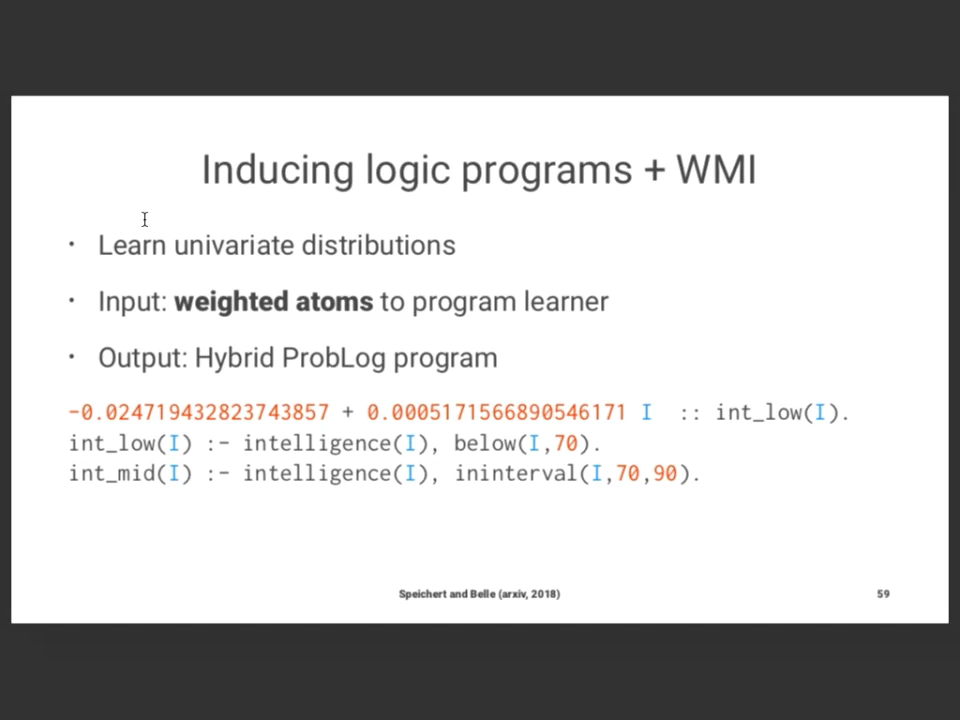 Inducing logic programs + WMI
• Learn univariate distributions
• Input: weighted atoms to program learner
• Output: Hybrid ProbLog program
-0.024719432823743857 + 0.0005171566890546171 I :: int_low(I).
int_low(I) :- intelligence(I), below(I,70).
int_mid(I) :- intelligence(I), ininterval(I,70,90).
Speichert and Belle (arxiv, 2018)
59